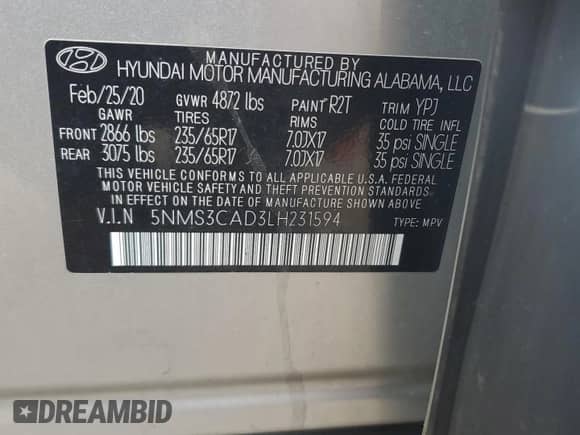 MANUFACTURED BY
HYUNDAI MOTOR MANUFACTURING ALABAMA, LLC
Feb/25/20 GVWR 4872 lbs PAINT R2T TRIM YPJ
GAWR TIRES RIMS COLD TIRE INFL
FRONT 2866 lbs 235/65R17 7.0JX17 35 psi SINGLE
REAR 3075 lbs 235/65R17 7.0JX17 35 psi SINGLE
THIS VEHICLE CONFORMS TO ALL APPLICABLE U.S.A. FEDERAL
MOTOR VEHICLE SAFETY AND THEFT PREVENTION STANDARDS
IN EFFECT ON THE DATE OF MANUFACTURE SHOWN ABOVE.
V.I.N 5NMS3CAD3LH231594 TYPE: MPV
DREAMBID